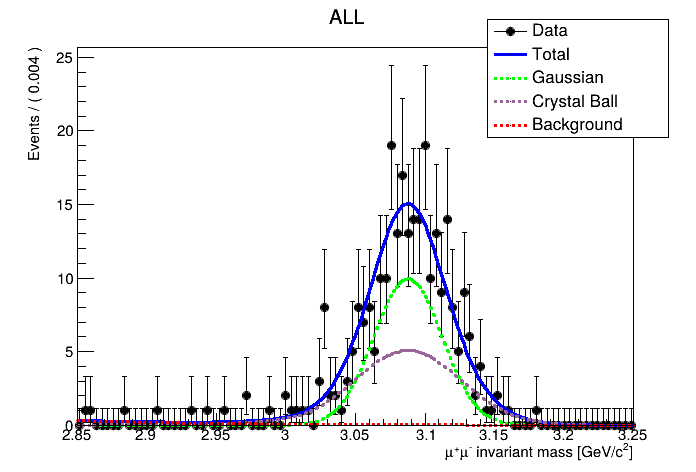 ALL
Data
Total
Gaussian
Crystal Ball
Background
Events / ( 0.004 )
25
20
15
10
5
0
2.85 2.9 2.95 3 3.05 3.1 3.15 3.2 3.25
μ⁺μ⁻ invariant mass [GeV/c²]